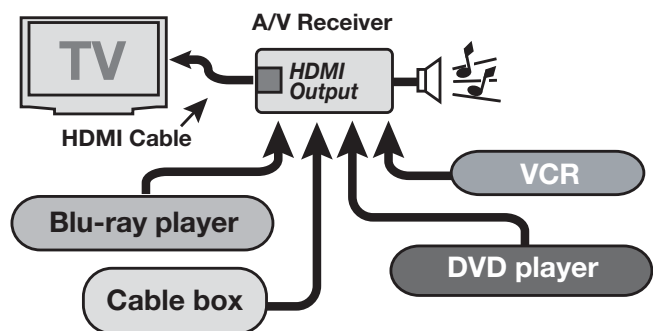 A/V Receiver
TV
HDMI
Output
HDMI Cable
VCR
Blu-ray player
DVD player
Cable box